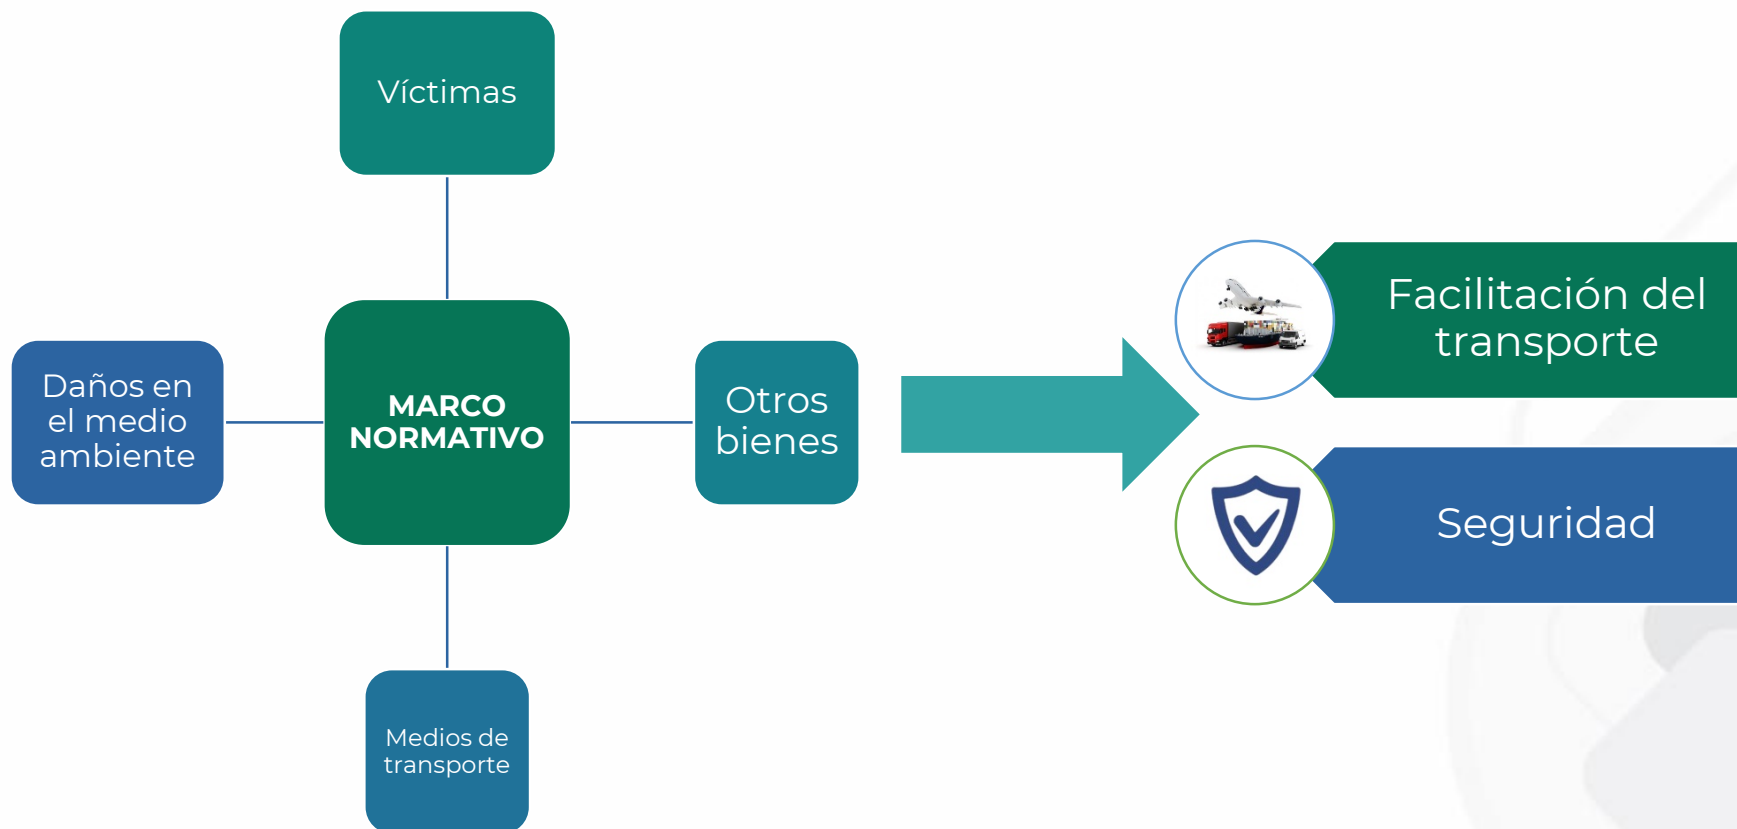 Víctimas
Daños en
el medio
ambiente
MARCO
NORMATIVO
Otros
bienes
Medios de
transporte
Facilitación del
transporte
Seguridad